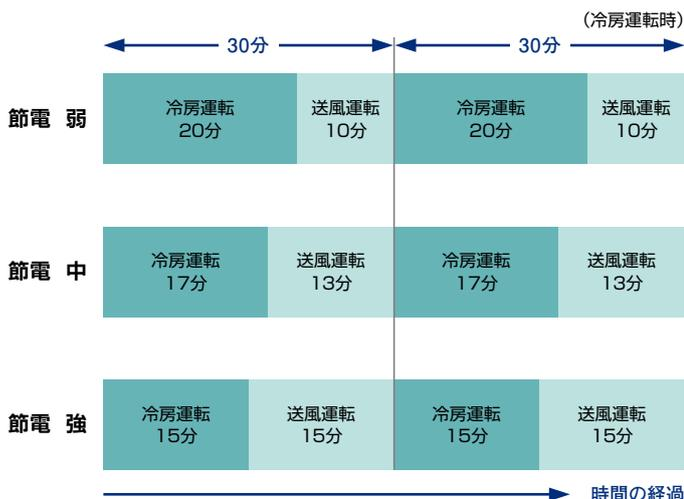 （冷房運転時）
30分 30分
節電 弱
冷房運転
20分
送風運転
10分
冷房運転
20分
送風運転
10分
節電 中
冷房運転
17分
送風運転
13分
冷房運転
17分
送風運転
13分
節電 強
冷房運転
15分
送風運転
15分
冷房運転
15分
送風運転
15分
時間の経過